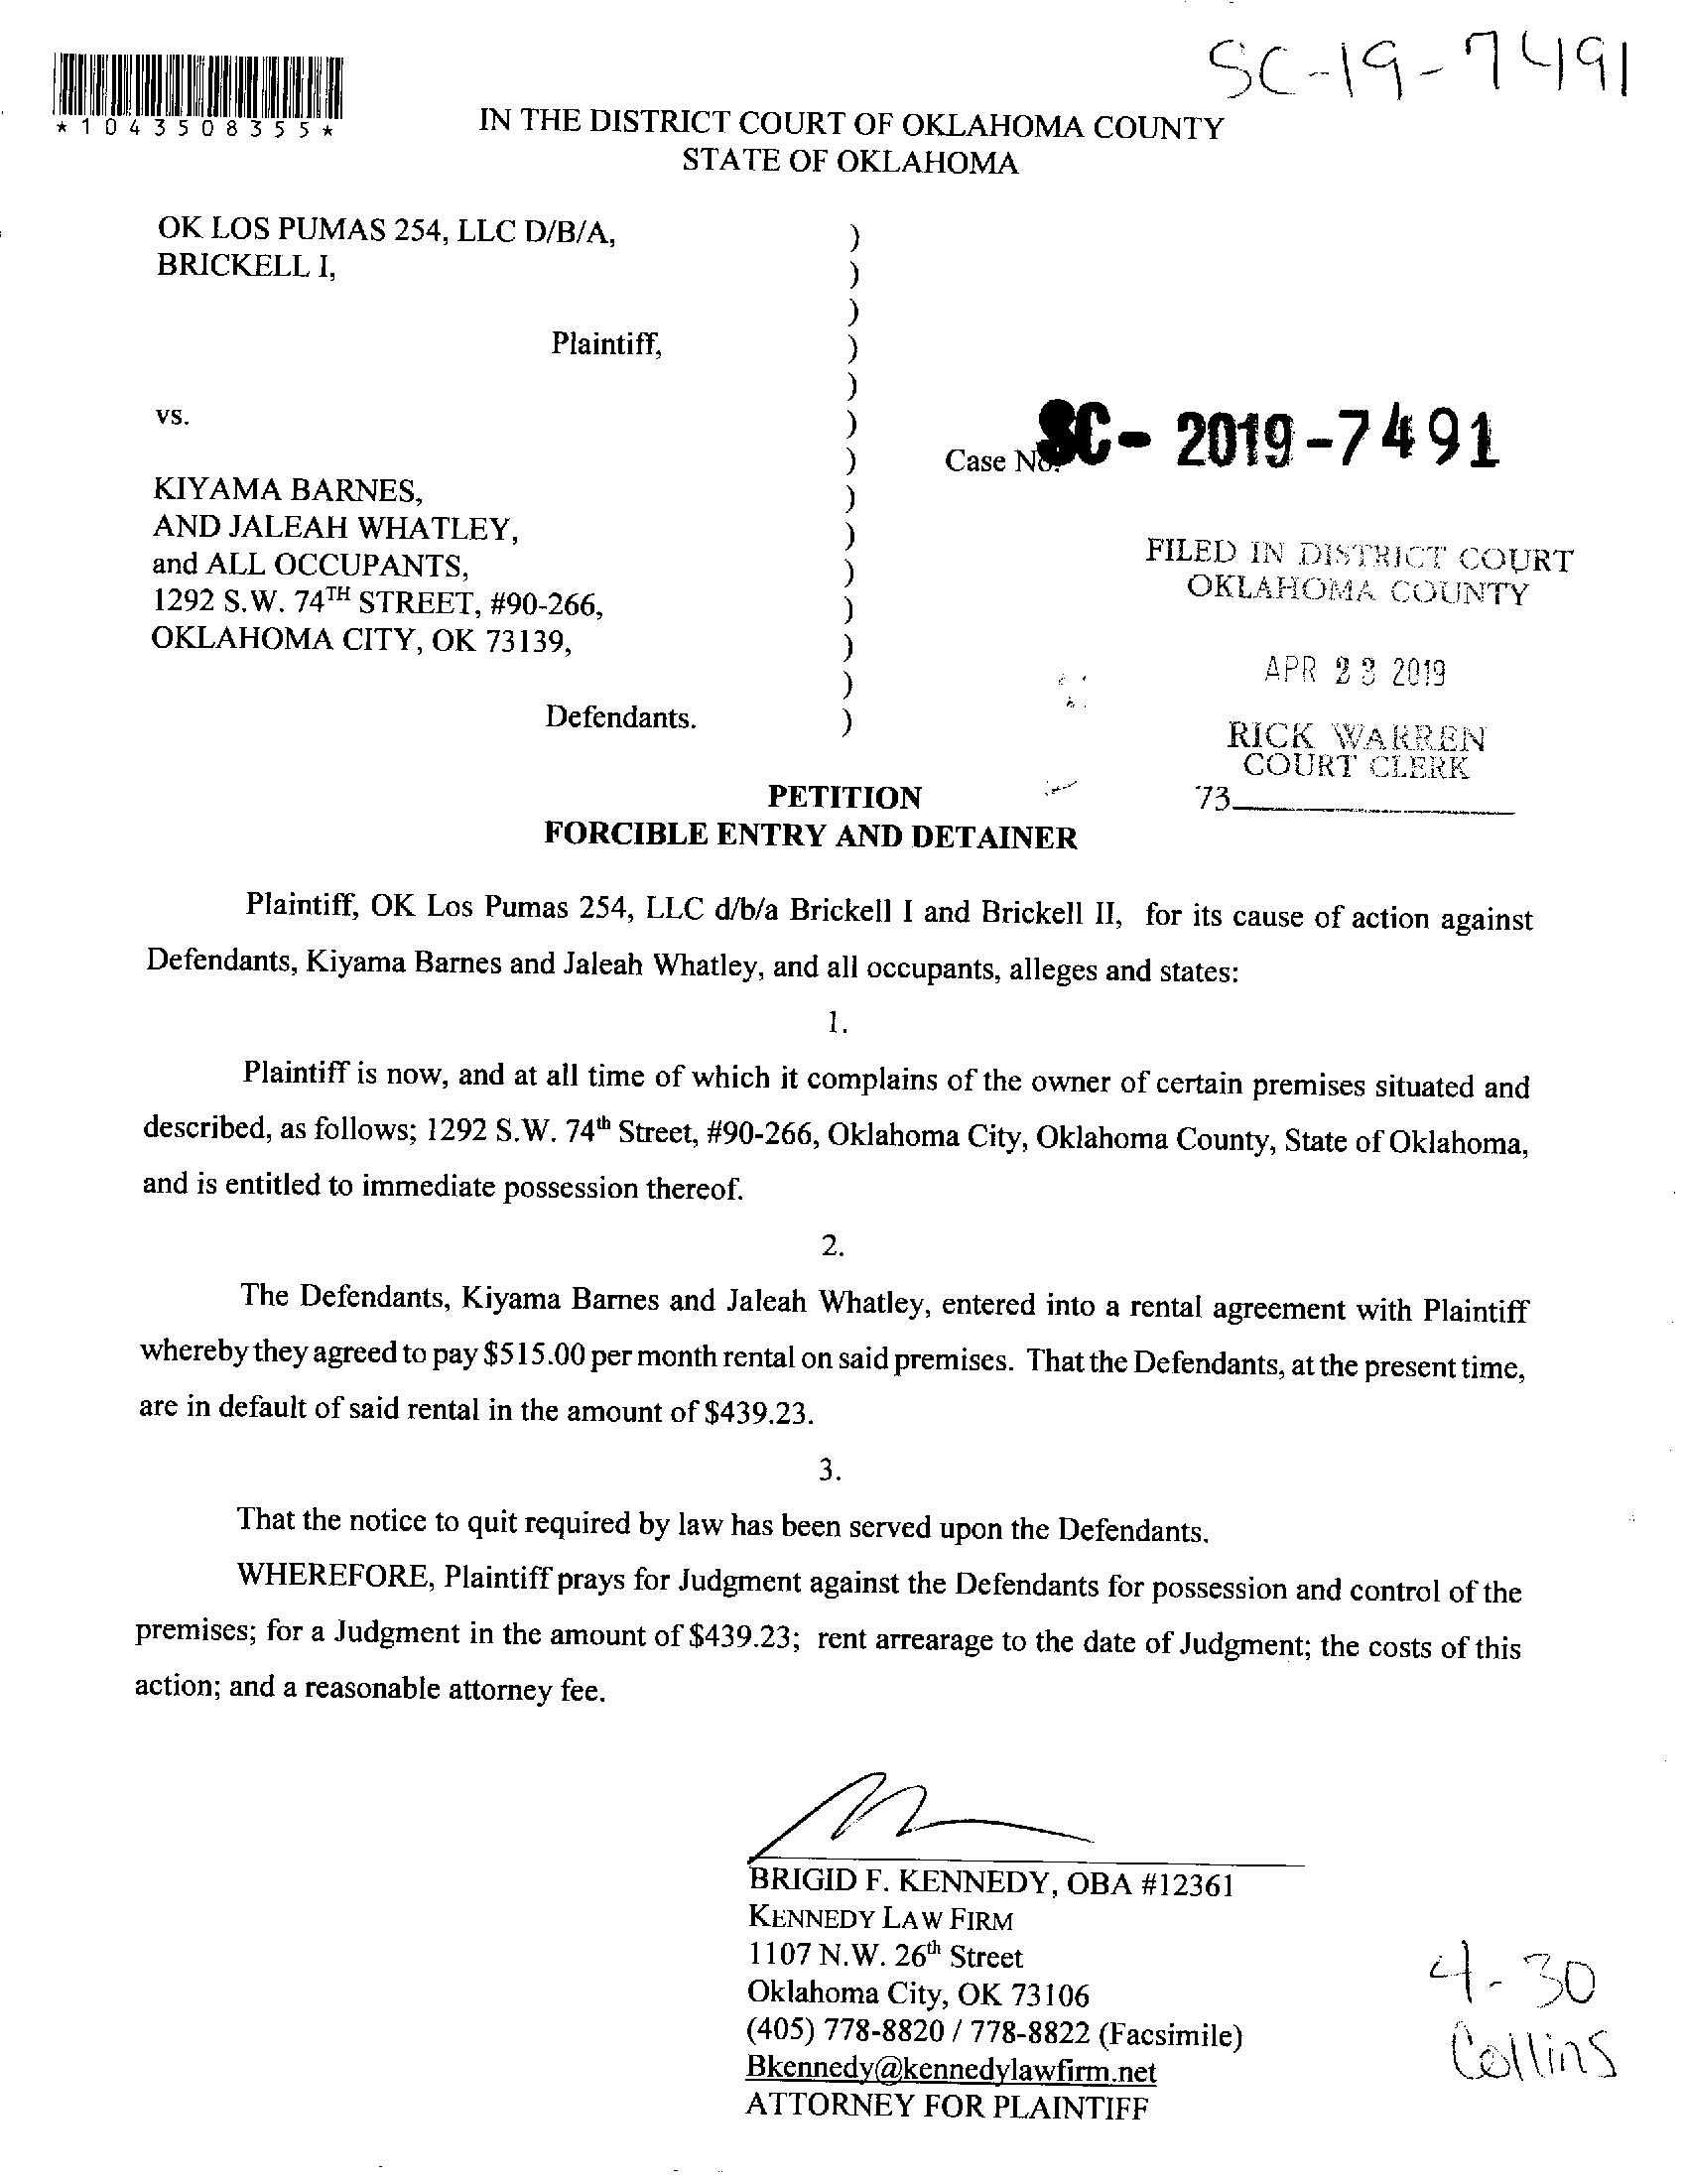 SC-19-7491
*1043508355*
IN THE DISTRICT COURT OF OKLAHOMA COUNTY
STATE OF OKLAHOMA
OK LOS PUMAS 254, LLC D/B/A, )
BRICKELL I, )
)
Plaintiff, )
)
vs. )
) Case No. SC- 2019-7491
KIYAMA BARNES, )
AND JALEAH WHATLEY, )
and ALL OCCUPANTS, )
1292 S.W. 74TH STREET, #90-266, )
OKLAHOMA CITY, OK 73139, )
)
Defendants. )
FILED IN DISTRICT COURT
OKLAHOMA COUNTY
APR 23 2019
RICK WARREN
COURT CLERK
73
PETITION
FORCIBLE ENTRY AND DETAINER
Plaintiff, OK Los Pumas 254, LLC d/b/a Brickell I and Brickell II, for its cause of action against
Defendants, Kiyama Barnes and Jaleah Whatley, and all occupants, alleges and states:
1.
Plaintiff is now, and at all time of which it complains of the owner of certain premises situated and
described, as follows; 1292 S.W. 74th Street, #90-266, Oklahoma City, Oklahoma County, State of Oklahoma,
and is entitled to immediate possession thereof.
2.
The Defendants, Kiyama Barnes and Jaleah Whatley, entered into a rental agreement with Plaintiff
whereby they agreed to pay $515.00 per month rental on said premises. That the Defendants, at the present time,
are in default of said rental in the amount of $439.23.
3.
That the notice to quit required by law has been served upon the Defendants.
WHEREFORE, Plaintiff prays for Judgment against the Defendants for possession and control of the
premises; for a Judgment in the amount of $439.23; rent arrearage to the date of Judgment; the costs of this
action; and a reasonable attorney fee.
BRIGID F. KENNEDY, OBA #12361
KENNEDY LAW FIRM
1107 N.W. 26th Street
Oklahoma City, OK 73106
(405) 778-8820 / 778-8822 (Facsimile)
Bkennedy@kennedylawfirm.net
ATTORNEY FOR PLAINTIFF
4-30
Collins